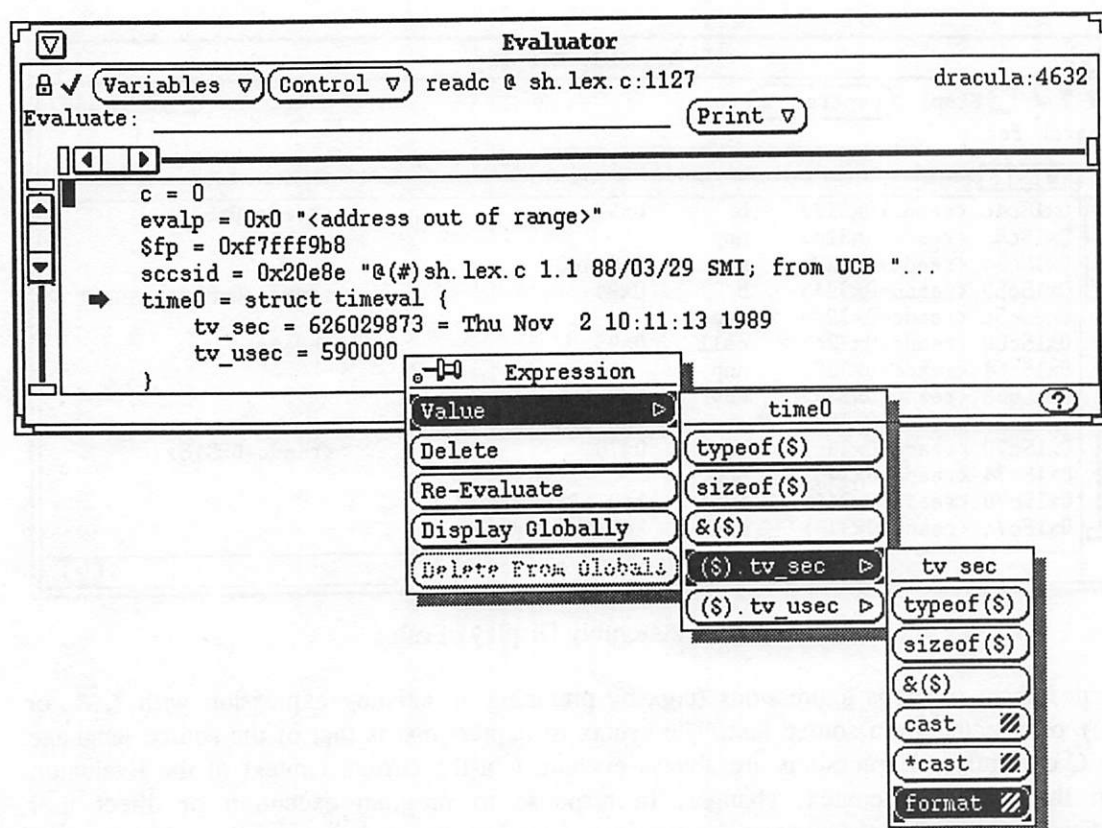 Evaluator
Variables Control readc @ sh.lex.c:1127 dracula:4632
Evaluate: Print
c = 0
evalp = 0x0 "<address out of range>"
$fp = 0xf7fff9b8
sccsid = 0x20e8e "@(#)sh.lex.c 1.1 88/03/29 SMI; from UCB "...
time0 = struct timeval {
tv_sec = 626029873 = Thu Nov 2 10:11:13 1989
tv_usec = 590000
}
?
Expression
Value
Delete
Re-Evaluate
Display Globally
Delete From Globals
time0
typeof($)
sizeof($)
&($)
($).tv_sec
($).tv_usec
tv_sec
typeof($)
sizeof($)
&($)
cast
*cast
format